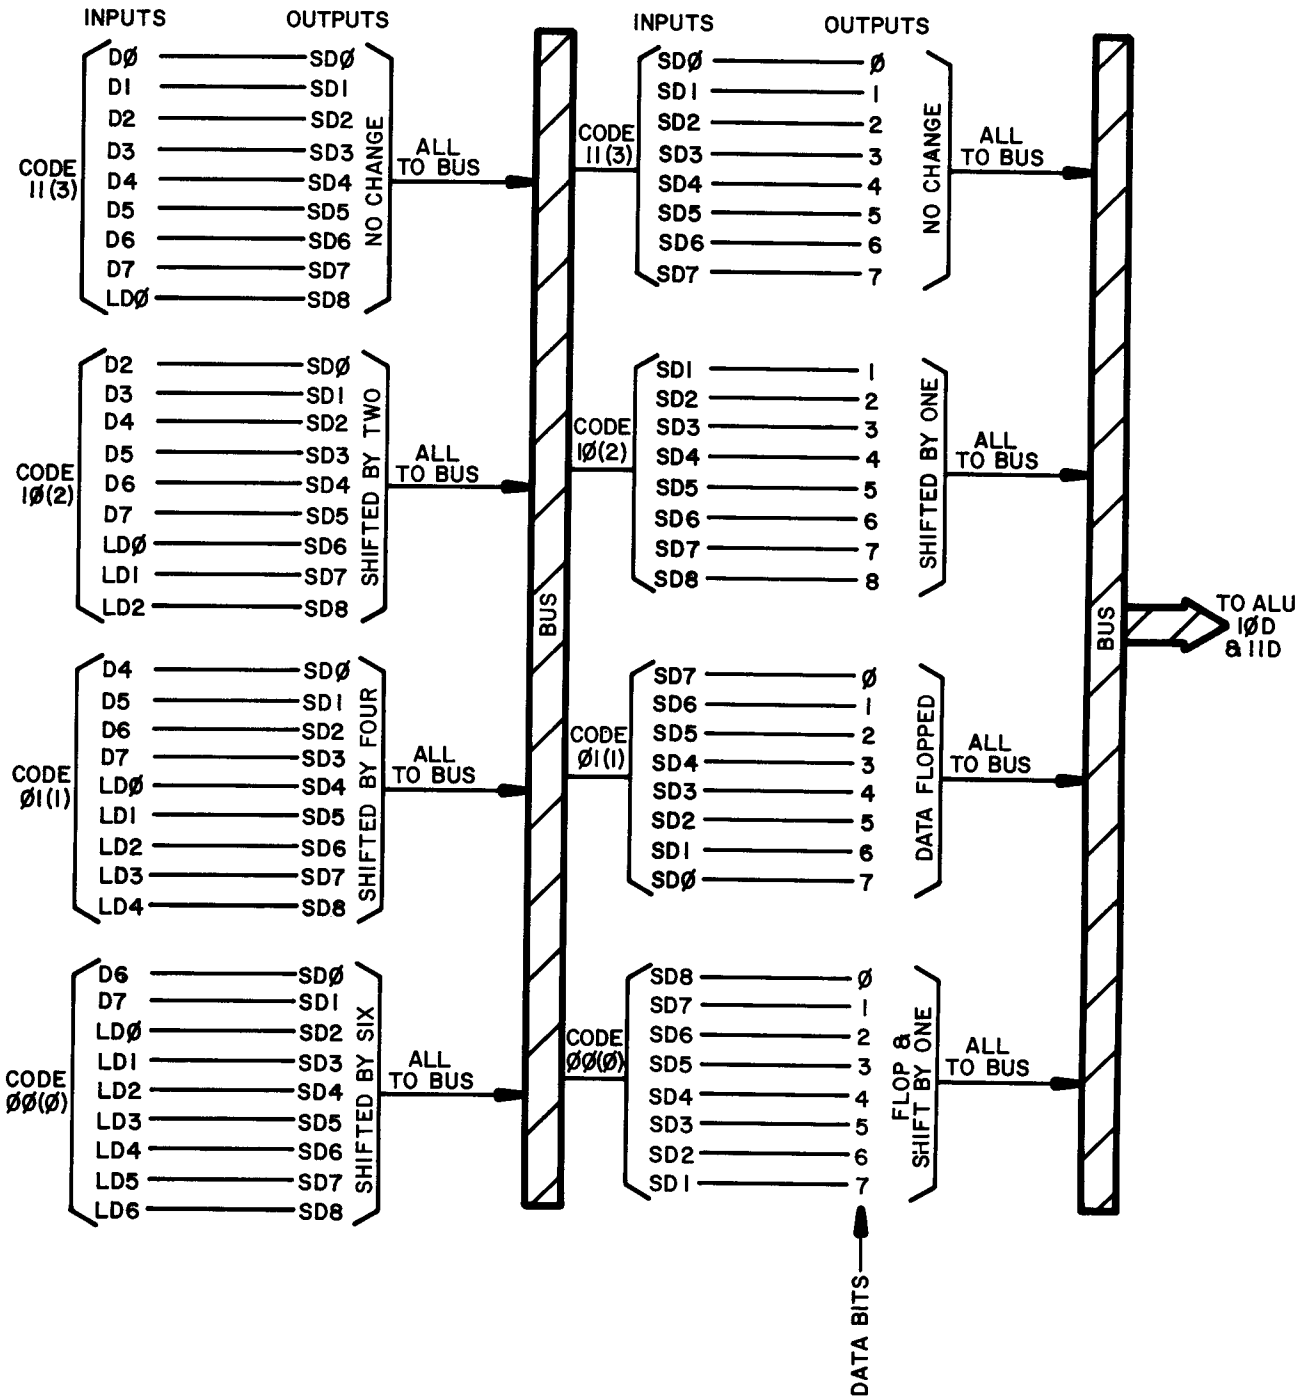 INPUTS OUTPUTS
DØ SDØ
D1 SD1
D2 SD2
D3 SD3
D4 SD4
D5 SD5
D6 SD6
D7 SD7
LDØ SD8
CODE
11(3)
NO CHANGE
ALL
TO BUS
D2 SDØ
D3 SD1
D4 SD2
D5 SD3
D6 SD4
D7 SD5
LDØ SD6
LD1 SD7
LD2 SD8
CODE
1Ø(2)
SHIFTED BY TWO
ALL
TO BUS
D4 SDØ
D5 SD1
D6 SD2
D7 SD3
LDØ SD4
LD1 SD5
LD2 SD6
LD3 SD7
LD4 SD8
CODE
Ø1(1)
SHIFTED BY FOUR
ALL
TO BUS
D6 SDØ
D7 SD1
LDØ SD2
LD1 SD3
LD2 SD4
LD3 SD5
LD4 SD6
LD5 SD7
LD6 SD8
CODE
ØØ(Ø)
SHIFTED BY SIX
ALL
TO BUS
BUS
INPUTS OUTPUTS
SDØ Ø
SD1 1
SD2 2
SD3 3
SD4 4
SD5 5
SD6 6
SD7 7
CODE
11(3)
NO CHANGE
ALL
TO BUS
SD1 1
SD2 2
SD3 3
SD4 4
SD5 5
SD6 6
SD7 7
SD8 8
CODE
1Ø(2)
SHIFTED BY ONE
ALL
TO BUS
SD7 Ø
SD6 1
SD5 2
SD4 3
SD3 4
SD2 5
SD1 6
SDØ 7
CODE
Ø1(1)
DATA FLOPPED
ALL
TO BUS
SD8 Ø
SD7 1
SD6 2
SD5 3
SD4 4
SD3 5
SD2 6
SD1 7
CODE
ØØ(Ø)
FLOP &
SHIFT BY ONE
ALL
TO BUS
DATA BITS
BUS
TO ALU
1ØD
& 11D